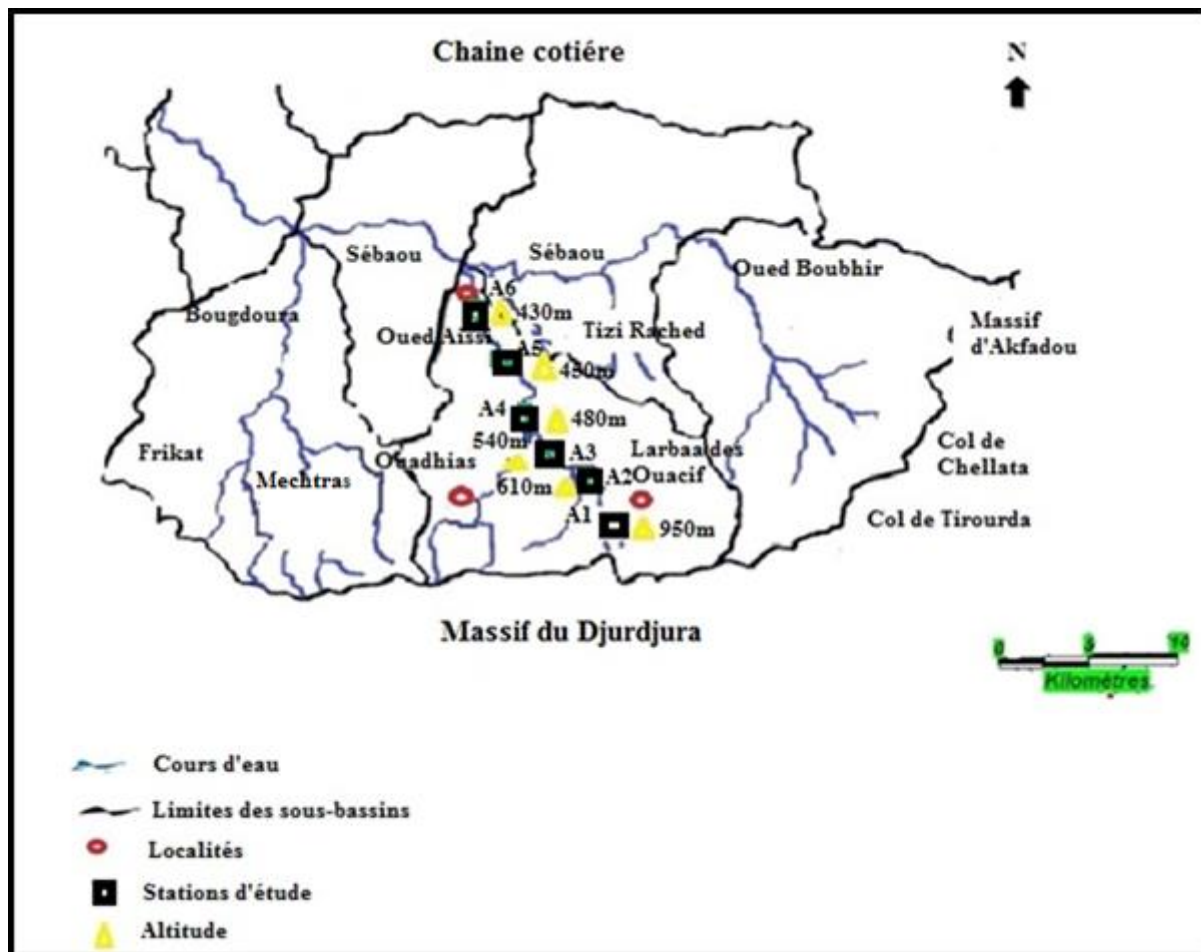 Chaine cotiére
N
Sébaou
Sébaou
Oued Boubhir
A6
Bougdoura
430m
Massif
d'Akfadou
Oued Aissi
Tizi Rached
A5
450m
A4
480m
540m
Frikat
Ouadhias
A3
Larbaa des
Ouacif
Col de
Chellata
Mechtras
610m
A2
A1
950m
Col de Tirourda
Massif du Djurdjura
0 5 10
Kilomètres
Cours d'eau
Limites des sous-bassins
Localités
Stations d'étude
Altitude